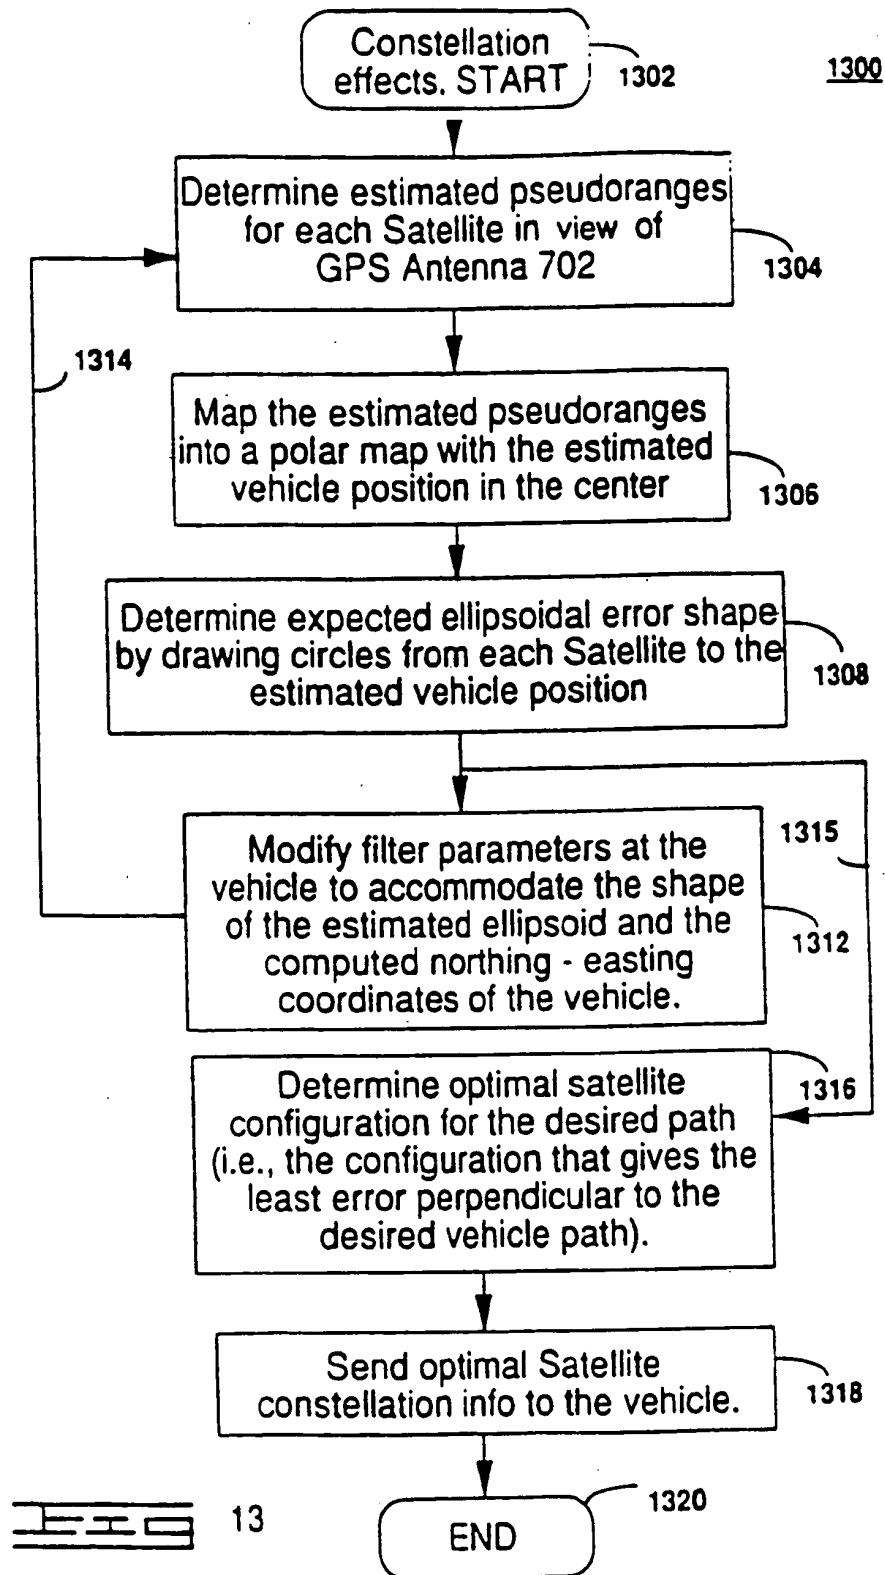 Constellation
effects. START
1302
1300
Determine estimated pseudoranges
for each Satellite in view of
GPS Antenna 702
1304
1314
Map the estimated pseudoranges
into a polar map with the estimated
vehicle position in the center
1306
Determine expected ellipsoidal error shape
by drawing circles from each Satellite to the
estimated vehicle position
1308
1315
Modify filter parameters at the
vehicle to accommodate the shape
of the estimated ellipsoid and the
computed northing - easting
coordinates of the vehicle.
1312
Determine optimal satellite
configuration for the desired path
(i.e., the configuration that gives the
least error perpendicular to the
desired vehicle path).
1316
Send optimal Satellite
constellation info to the vehicle.
1318
END
1320
FIG 13